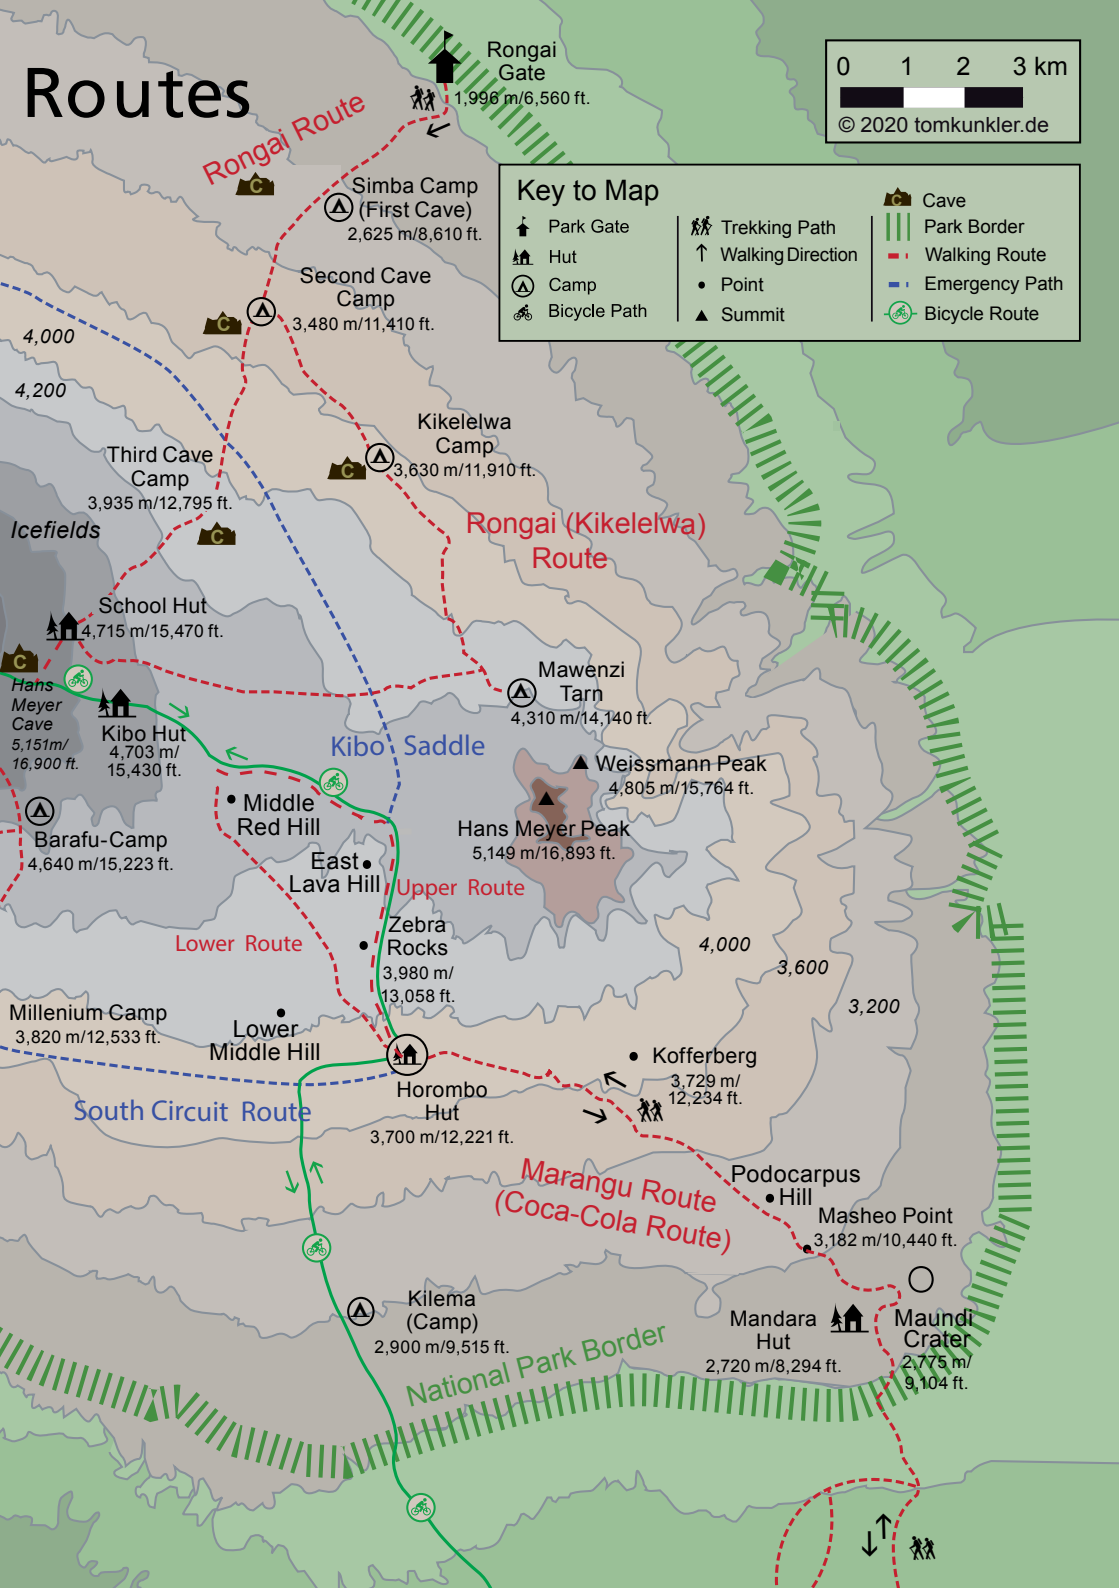 Routes
Rongai
Gate
1,996 m/6,560 ft.
0 1 2 3 km
© 2020 tomkunkler.de
Rongai Route
C
Simba Camp
(First Cave)
2,625 m/8,610 ft.
Key to Map
Park Gate
Hut
Camp
Bicycle Path
Trekking Path
Walking Direction
Point
Summit
C
Cave
Park Border
Walking Route
Emergency Path
Bicycle Route
Second Cave
Camp
3,480 m/11,410 ft.
C
4,000
4,200
Kikelelwa
Camp
3,630 m/11,910 ft.
C
Third Cave
Camp
3,935 m/12,795 ft.
C
Icefields
Rongai (Kikelelwa)
Route
School Hut
4,715 m/15,470 ft.
C
Hans
Meyer
Cave
5,151m/
16,900 ft.
Kibo Hut
4,703 m/
15,430 ft.
Mawenzi
Tarn
4,310 m/14,140 ft.
Kibo Saddle
Weissmann Peak
4,805 m/15,764 ft.
Middle
Red Hill
Hans Meyer Peak
5,149 m/16,893 ft.
Barafu-Camp
4,640 m/15,223 ft.
East
Lava Hill
Upper Route
Zebra
Rocks
3,980 m/
13,058 ft.
Lower Route
4,000
3,600
3,200
Millenium Camp
3,820 m/12,533 ft.
Lower
Middle Hill
Kofferberg
3,729 m/
12,234 ft.
Horombo
Hut
3,700 m/12,221 ft.
South Circuit Route
Marangu Route
(Coca-Cola Route)
Podocarpus
Hill
Masheo Point
3,182 m/10,440 ft.
Kilema
(Camp)
2,900 m/9,515 ft.
Mandara
Hut
2,720 m/8,294 ft.
Maundi
Crater
2,775 m/
9,104 ft.
National Park Border